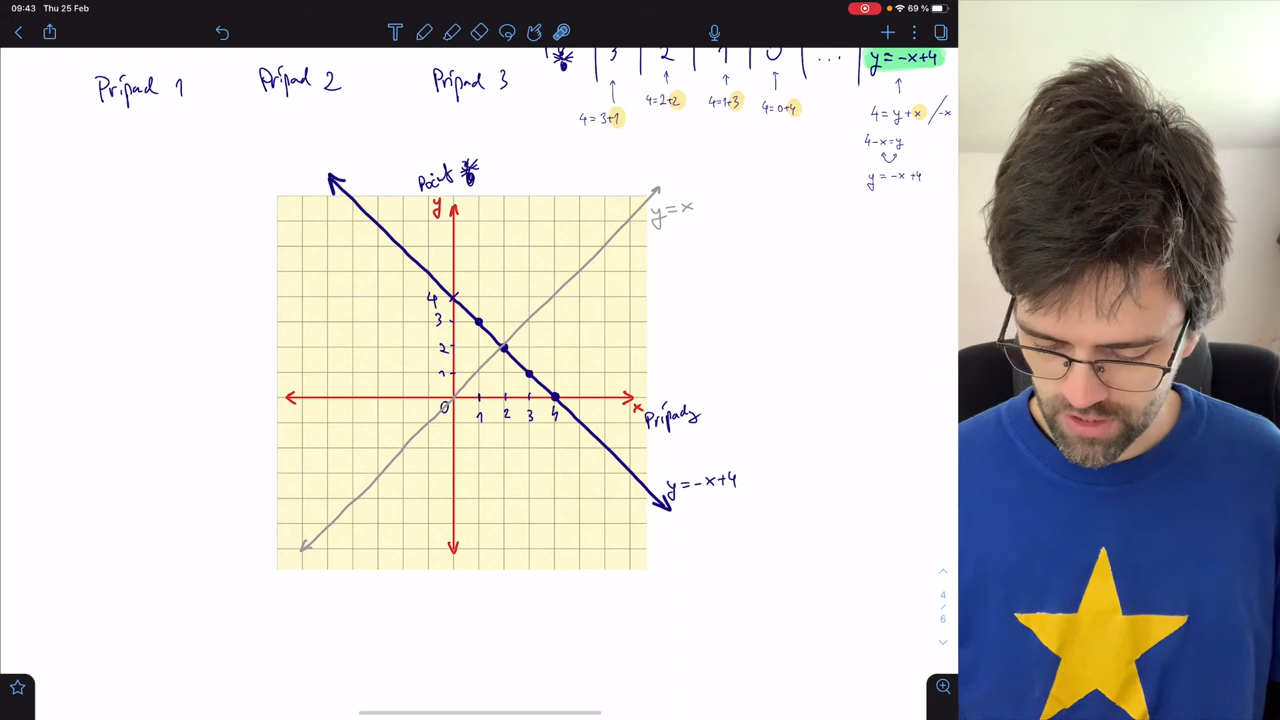 09:43 Thu 25 Feb
69 %
Prípad 1
Prípad 2
Prípad 3
3 | 2 | 1 | 0 | ... | y = -x+4
4=3+1
4=2+2
4=1+3
4=0+4
4 = y + x /-x
4-x=y
y = -x +4
Počet
y
y=x
4
3
2
1
0
1 2 3 4
x
Prípady
y=-x+4
4
/
6